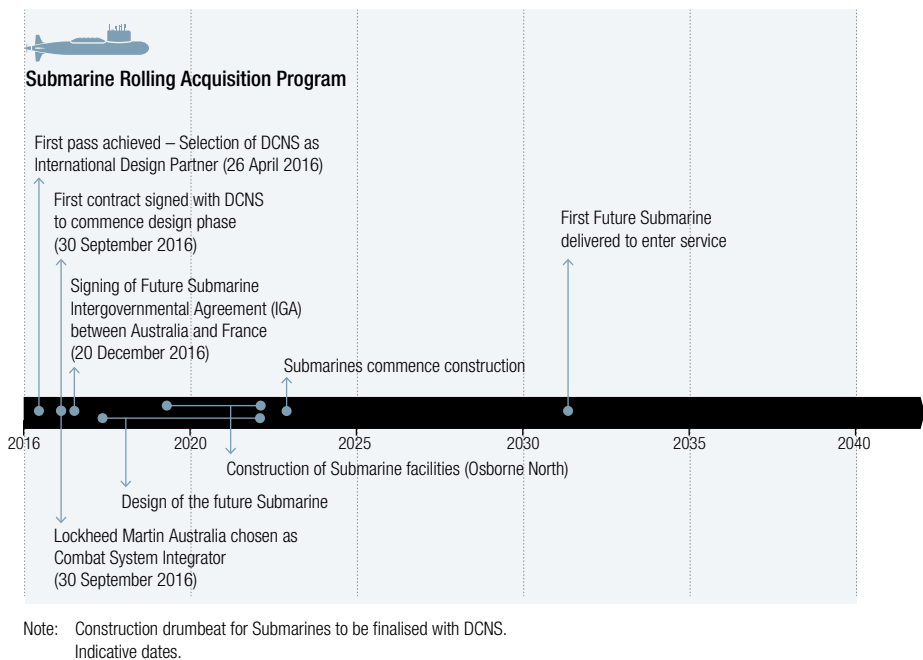 Submarine Rolling Acquisition Program
First pass achieved – Selection of DCNS as
International Design Partner (26 April 2016)
First contract signed with DCNS
to commence design phase
(30 September 2016)
First Future Submarine
delivered to enter service
Signing of Future Submarine
Intergovernmental Agreement (IGA)
between Australia and France
(20 December 2016)
Submarines commence construction
2016 2020 2025 2030 2035 2040
Construction of Submarine facilities (Osborne North)
Design of the future Submarine
Lockheed Martin Australia chosen as
Combat System Integrator
(30 September 2016)
Note: Construction drumbeat for Submarines to be finalised with DCNS.
Indicative dates.